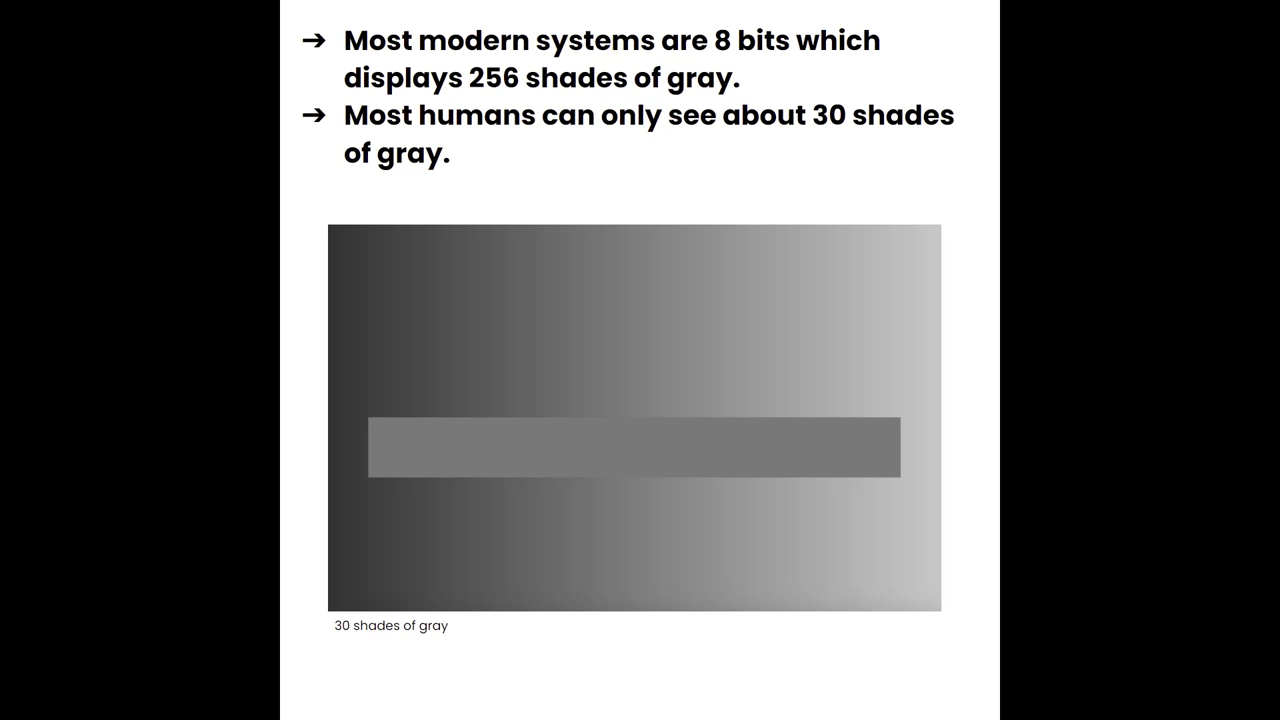 ➔ Most modern systems are 8 bits which
displays 256 shades of gray.
➔ Most humans can only see about 30 shades
of gray.
30 shades of gray